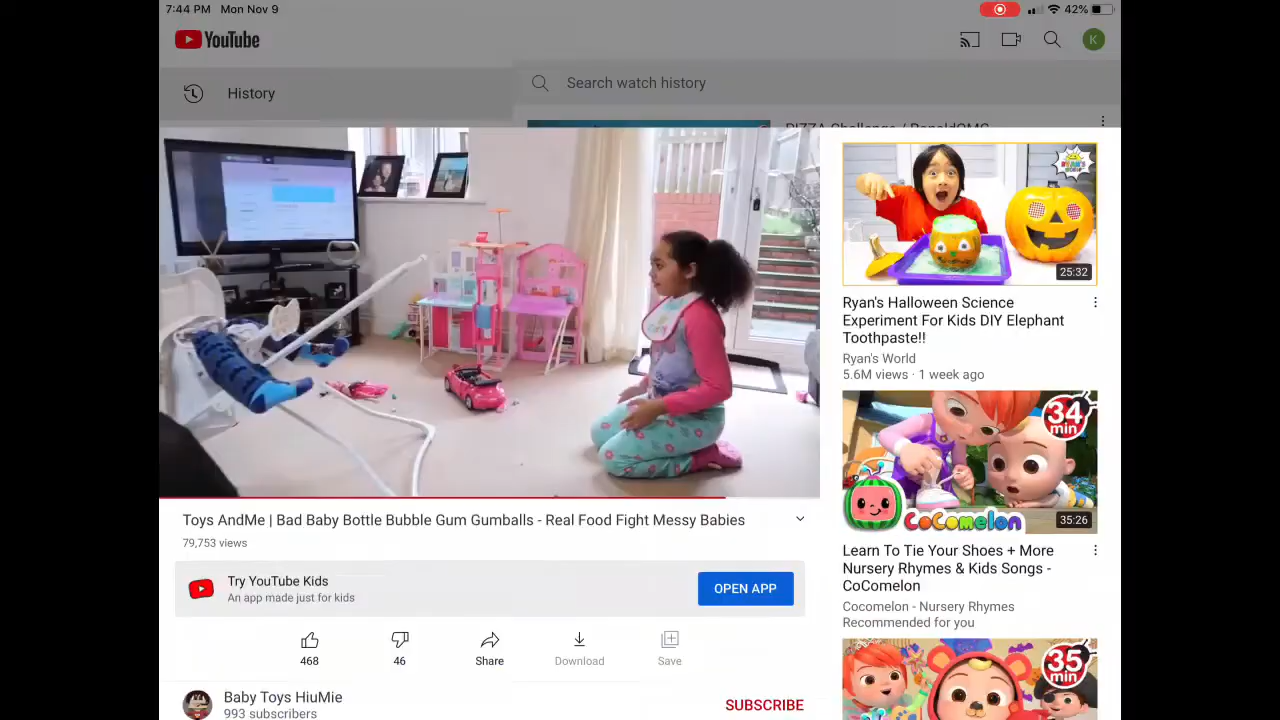 7:44 PM Mon Nov 9
42%
YouTube
K
History
Search watch history
RYAN'S
25:32
Ryan's Halloween Science
Experiment For Kids DIY Elephant
Toothpaste!!
Ryan's World
5.6M views · 1 week ago
34
min
CoComelon
35:26
Learn To Tie Your Shoes + More
Nursery Rhymes & Kids Songs -
CoComelon
Cocomelon - Nursery Rhymes
Recommended for you
35
min
Toys AndMe | Bad Baby Bottle Bubble Gum Gumballs - Real Food Fight Messy Babies
79,753 views
Try YouTube Kids
An app made just for kids
OPEN APP
468
46
Share
Download
Save
Baby Toys HiuMie
993 subscribers
SUBSCRIBE